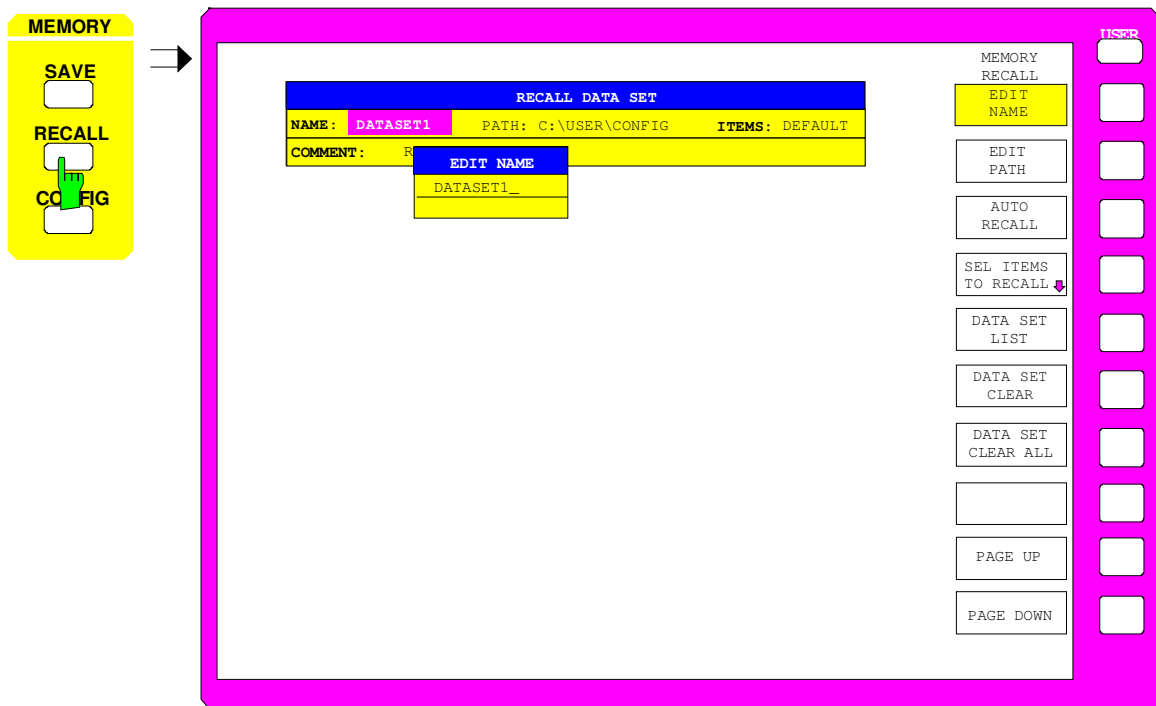 MEMORY
SAVE
RECALL
CONFIG
USER
MEMORY
RECALL
RECALL DATA SET
NAME: DATASET1 PATH: C:\USER\CONFIG ITEMS: DEFAULT
COMMENT: R
EDIT NAME
DATASET1_
EDIT
NAME
EDIT
PATH
AUTO
RECALL
SEL ITEMS
TO RECALL
DATA SET
LIST
DATA SET
CLEAR
DATA SET
CLEAR ALL
PAGE UP
PAGE DOWN